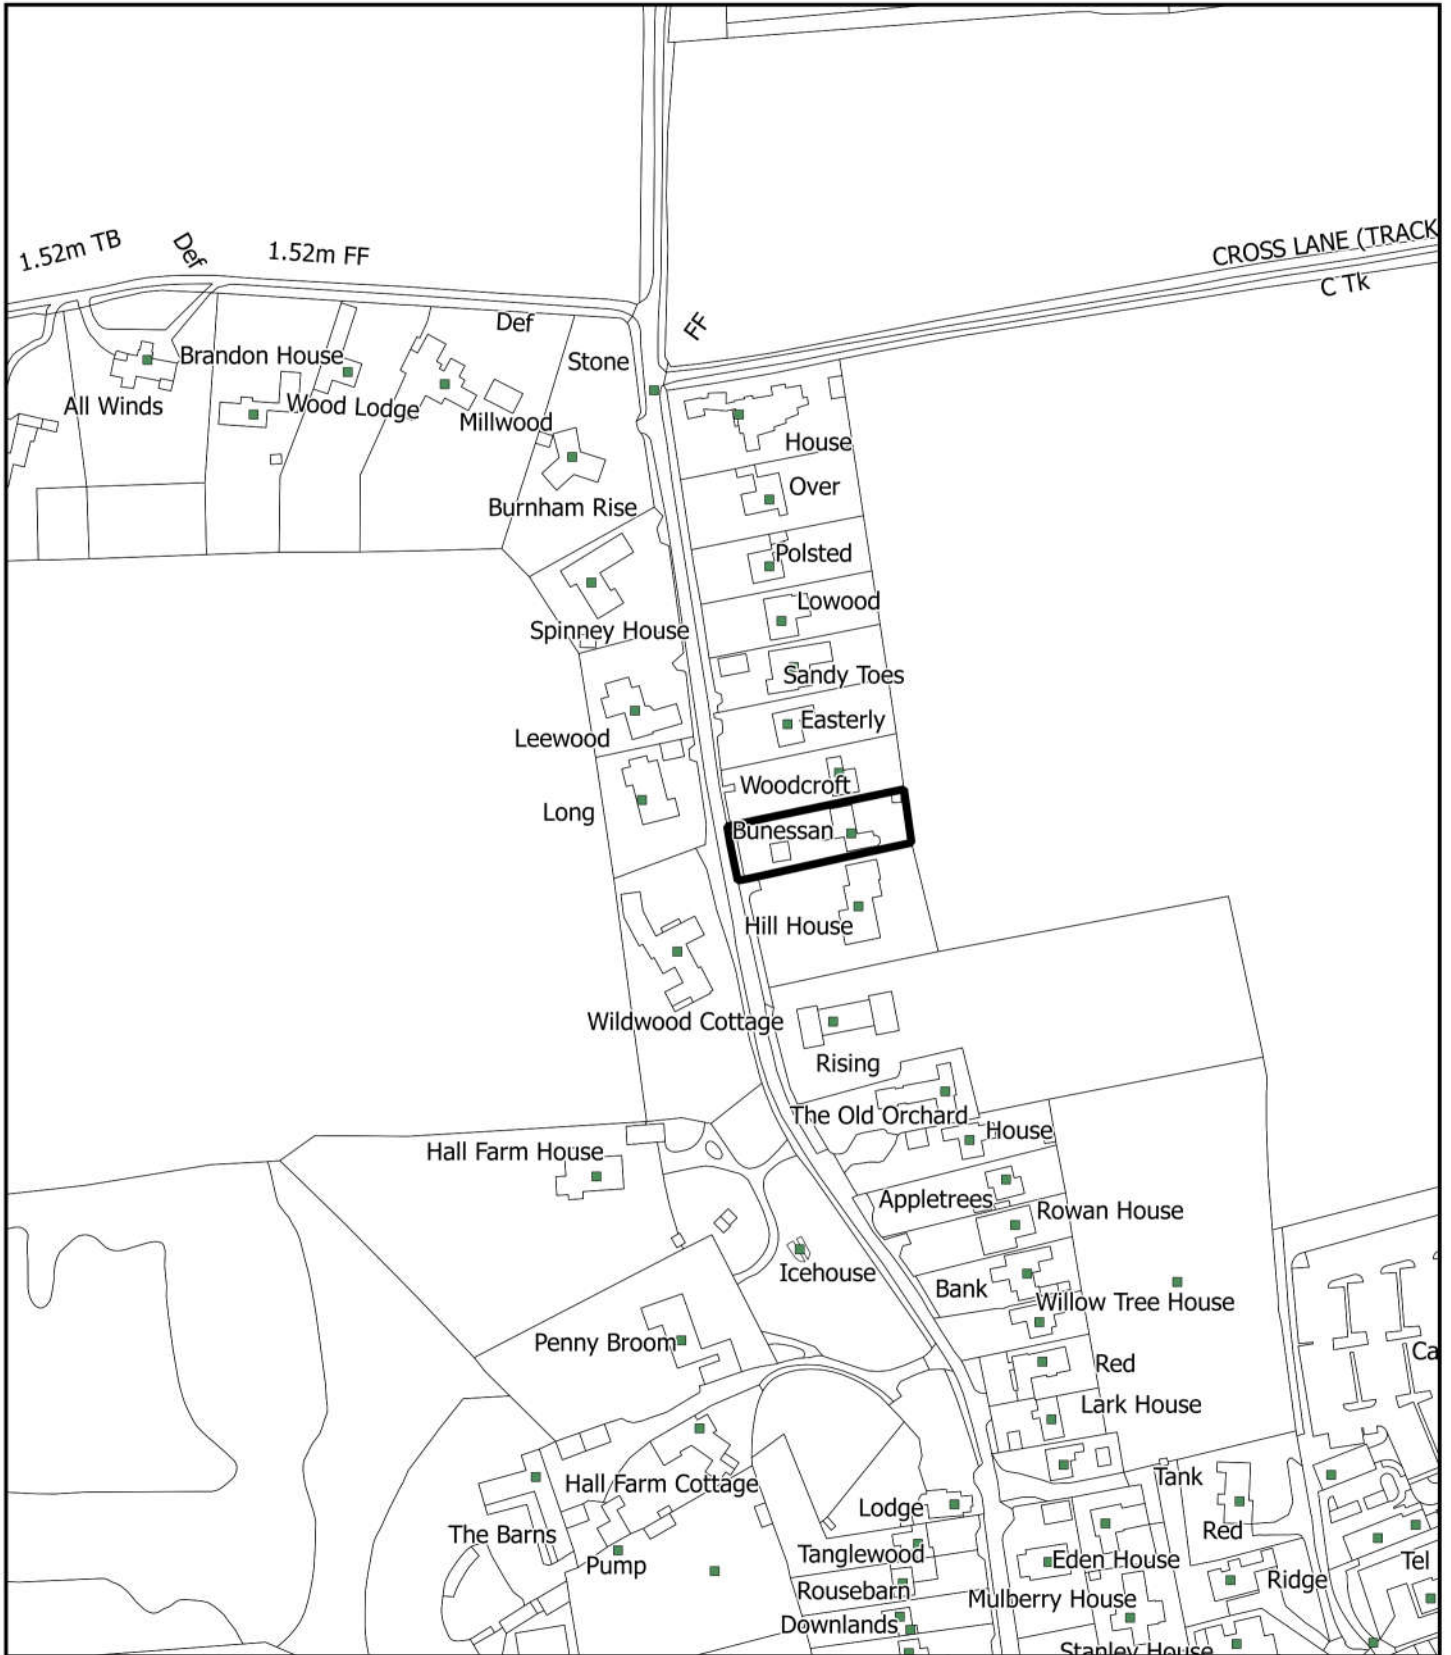 1.52m TB
Def
1.52m FF
CROSS LANE (TRACK
C Tk
Def
FF
Stone
Brandon House
All Winds
Wood Lodge
Millwood
House
Over
Burnham Rise
Polsted
Lowood
Spinney House
Sandy Toes
Easterly
Leewood
Woodcroft
Long
Bunessan
Hill House
Wildwood Cottage
Rising
The Old Orchard
House
Hall Farm House
Appletrees
Rowan House
Icehouse
Bank
Willow Tree House
Penny Broom
Red
Ca
Lark House
Hall Farm Cottage
Tank
Lodge
The Barns
Red
Tanglewood
Eden House
Tel
Pump
Rousebarn
Mulberry House
Ridge
Downlands
Stanley House